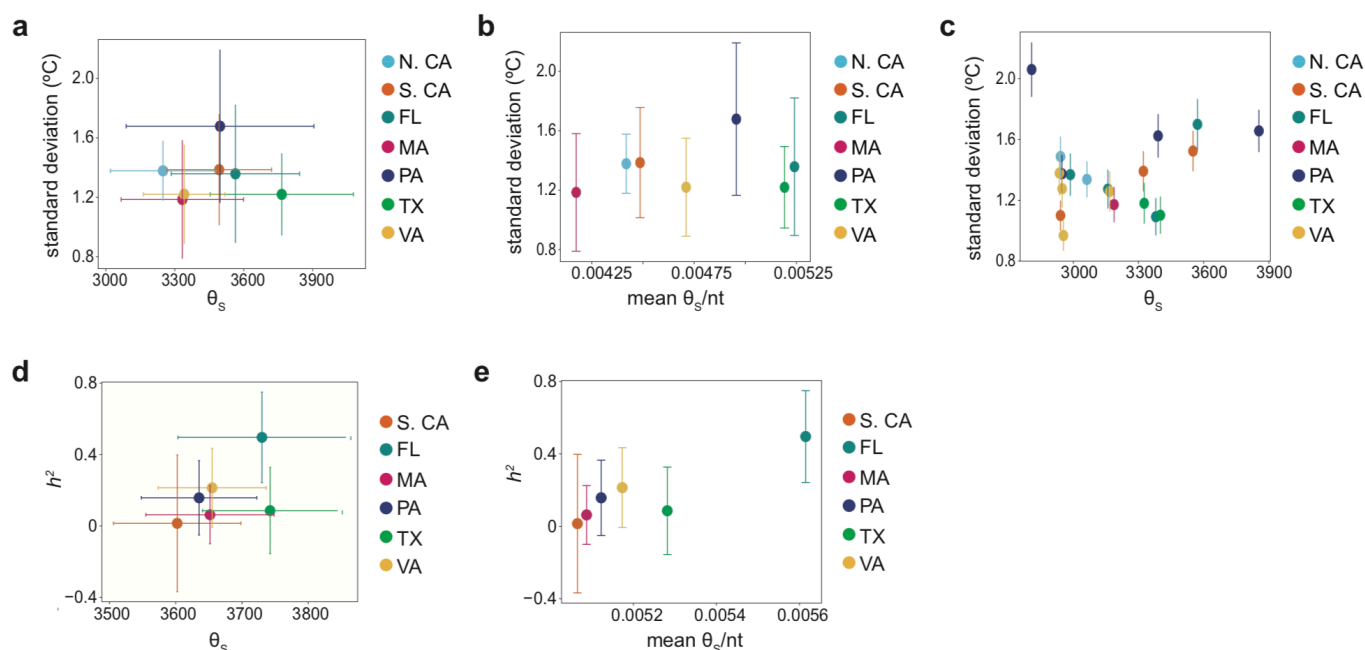 a
standard deviation (ºC)
2.0
1.6
1.2
0.8
3000 3300 3600 3900
θs
N. CA
S. CA
FL
MA
PA
TX
VA
b
standard deviation (ºC)
2.0
1.6
1.2
0.8
0.00425 0.00475 0.00525
mean θs/nt
N. CA
S. CA
FL
MA
PA
TX
VA
c
standard deviation (ºC)
2.0
1.6
1.2
0.8
3000 3300 3600 3900
θs
N. CA
S. CA
FL
MA
PA
TX
VA
d
h²
0.8
0.4
0
−0.4
3500 3600 3700 3800
θs
S. CA
FL
MA
PA
TX
VA
e
h²
0.8
0.4
0
−0.4
0.0052 0.0054 0.0056
mean θs/nt
S. CA
FL
MA
PA
TX
VA